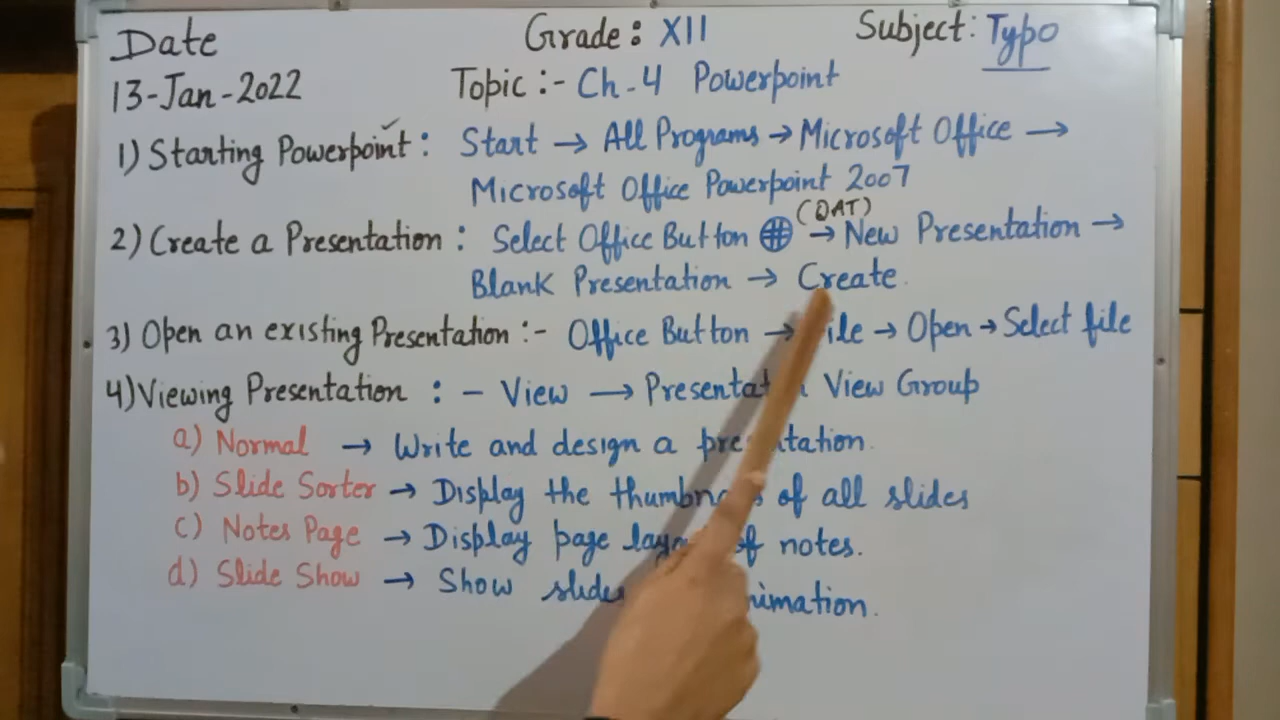 Date Grade : XII Subject : Typo
13-Jan-2022 Topic :- Ch-4 Powerpoint
1) Starting Powerpoint : Start → All Programs → Microsoft Office →
Microsoft Office Powerpoint 2007
(QAT)
2) Create a Presentation : Select Office Button → New Presentation →
Blank Presentation → Create
3) Open an existing Presentation :- Office Button → → Open → Select file
4) Viewing Presentation : - View → View Group
a) Normal → Write and design a
b) Slide Sorter → Display the of all slides
c) Notes Page → Display page of notes.
d) Slide Show → Show